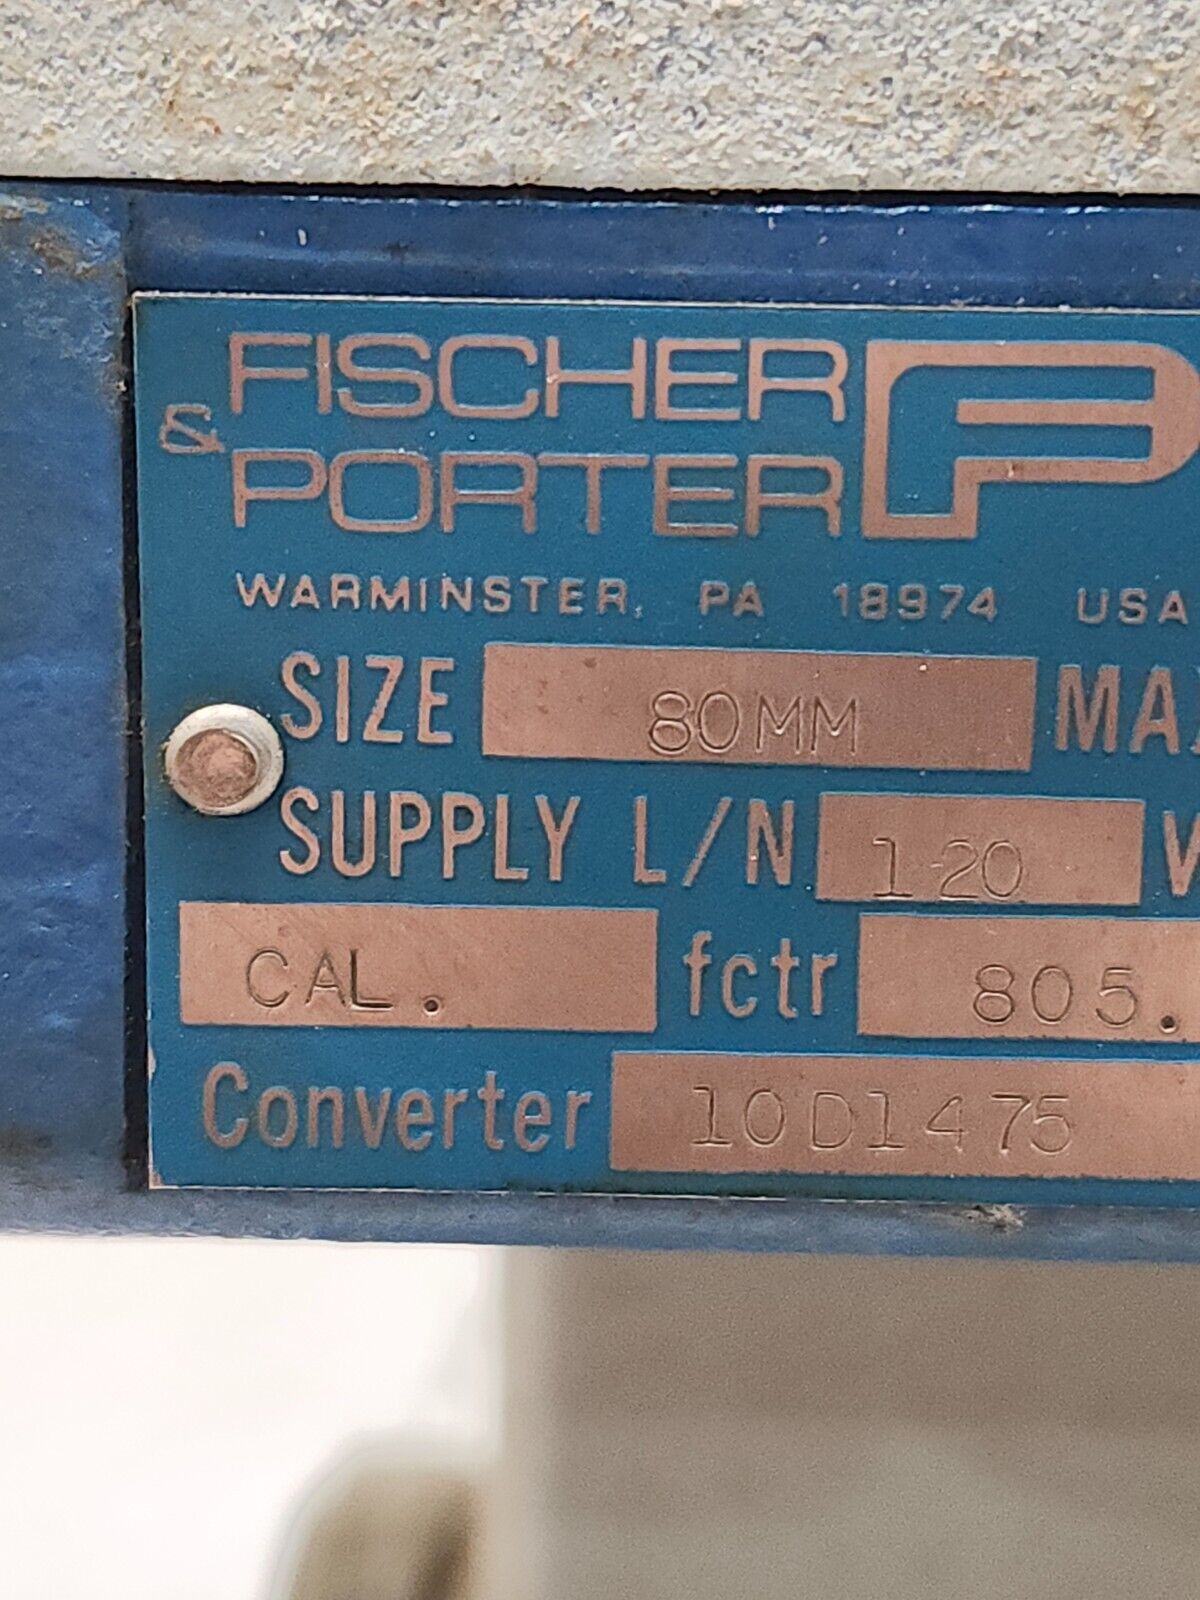 FISCHER
& PORTER
WARMINSTER, PA 18974 USA
SIZE 80MM
SUPPLY L/N 120
CAL. fctr 805.
Converter 10D1475